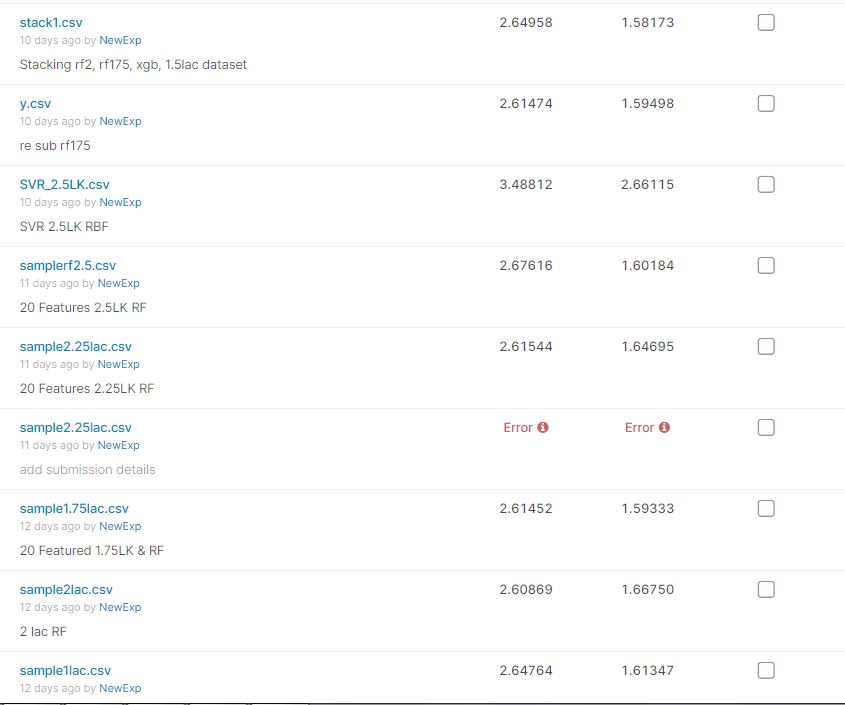 stack1.csv 2.64958 1.58173
10 days ago by NewExp
Stacking rf2, rf175, xgb, 1.5lac dataset
y.csv 2.61474 1.59498
10 days ago by NewExp
re sub rf175
SVR_2.5LK.csv 3.48812 2.66115
10 days ago by NewExp
SVR 2.5LK RBF
samplerf2.5.csv 2.67616 1.60184
11 days ago by NewExp
20 Features 2.5LK RF
sample2.25lac.csv 2.61544 1.64695
11 days ago by NewExp
20 Features 2.25LK RF
sample2.25lac.csv Error Error
11 days ago by NewExp
add submission details
sample1.75lac.csv 2.61452 1.59333
12 days ago by NewExp
20 Featured 1.75LK & RF
sample2lac.csv 2.60869 1.66750
12 days ago by NewExp
2 lac RF
sample1lac.csv 2.64764 1.61347
12 days ago by NewExp